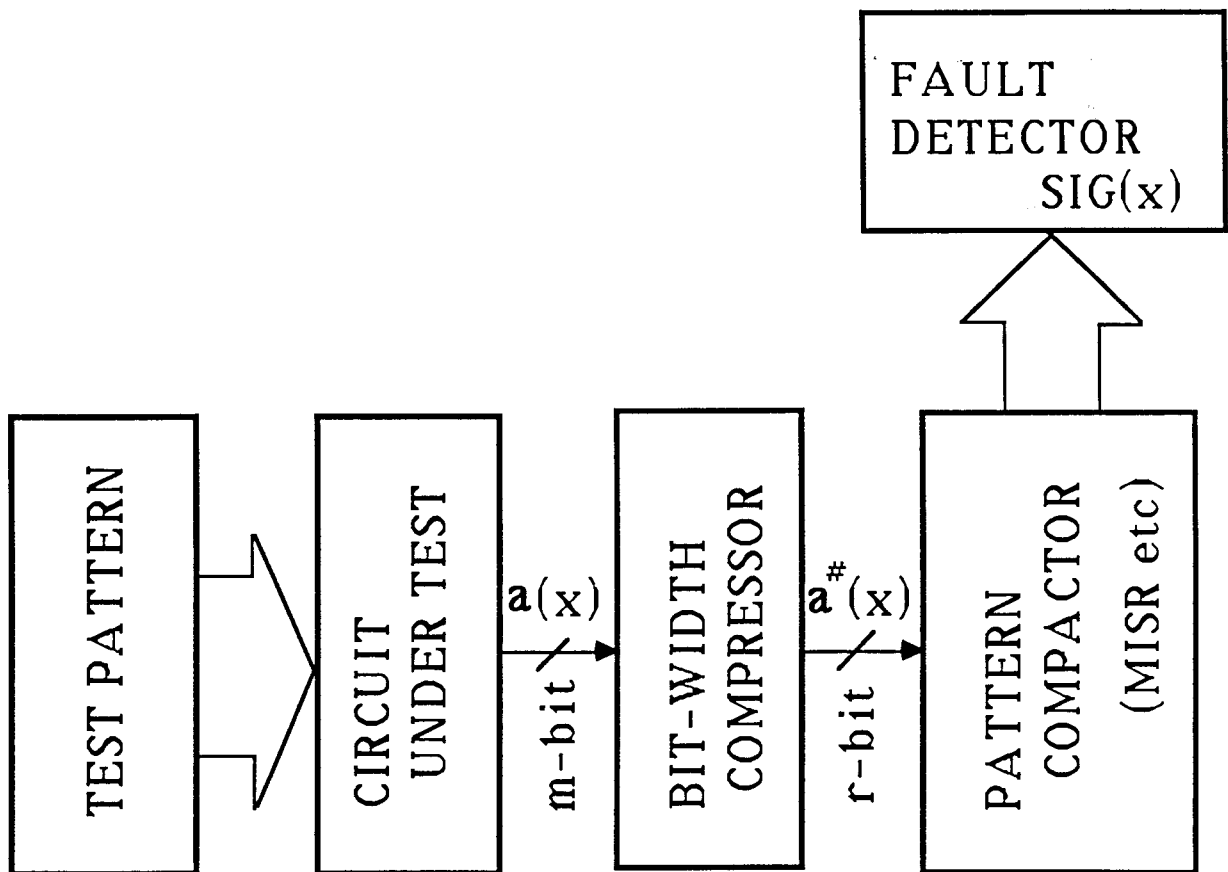 FAULT
DETECTOR
SIG(x)
TEST PATTERN
CIRCUIT
UNDER TEST
a(x)
m-bit
BIT-WIDTH
COMPRESSOR
a#(x)
r-bit
PATTERN
COMPACTOR
(MISR etc)